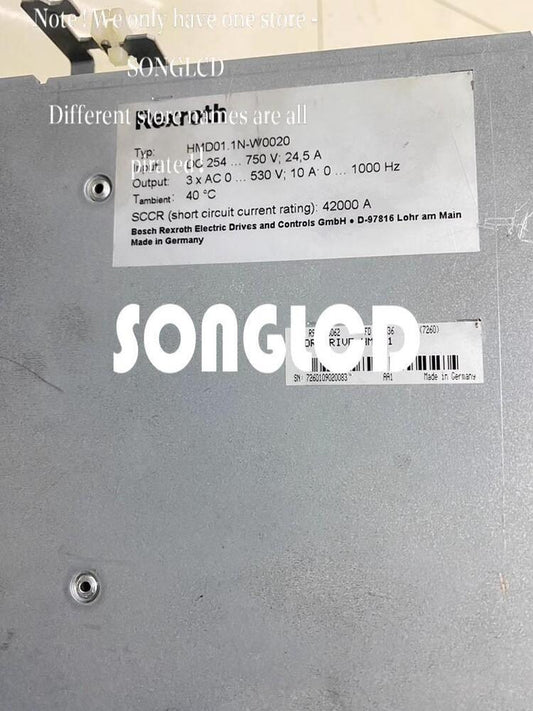 Note ! We only have one store -
SONGLCD
Different store names are all
pirated !
Rexroth
Typ: HMD01.1N-W0020
Input: DC 254 ... 750 V; 24,5 A
Output: 3 x AC 0 ... 530 V; 10 A; 0 ... 1000 Hz
Tambient: 40 °C
SCCR (short circuit current rating): 42000 A
Bosch Rexroth Electric Drives and Controls GmbH • D-97816 Lohr am Main
Made in Germany
SONGLCD
(7260)
SN: 7260109020083
AA1
Made in Germany